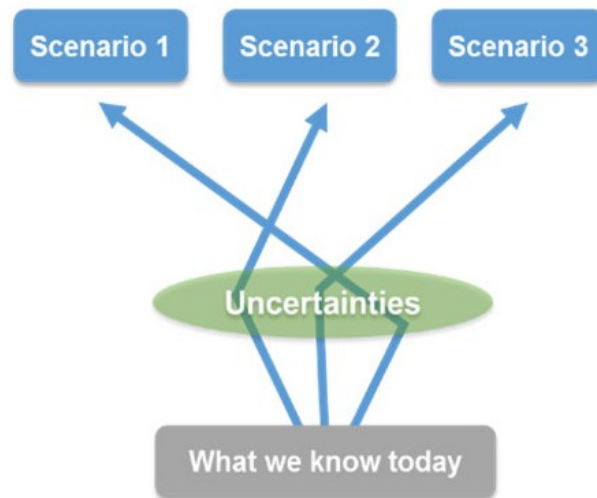 Scenario 1
Scenario 2
Scenario 3
Uncertainties
What we know today